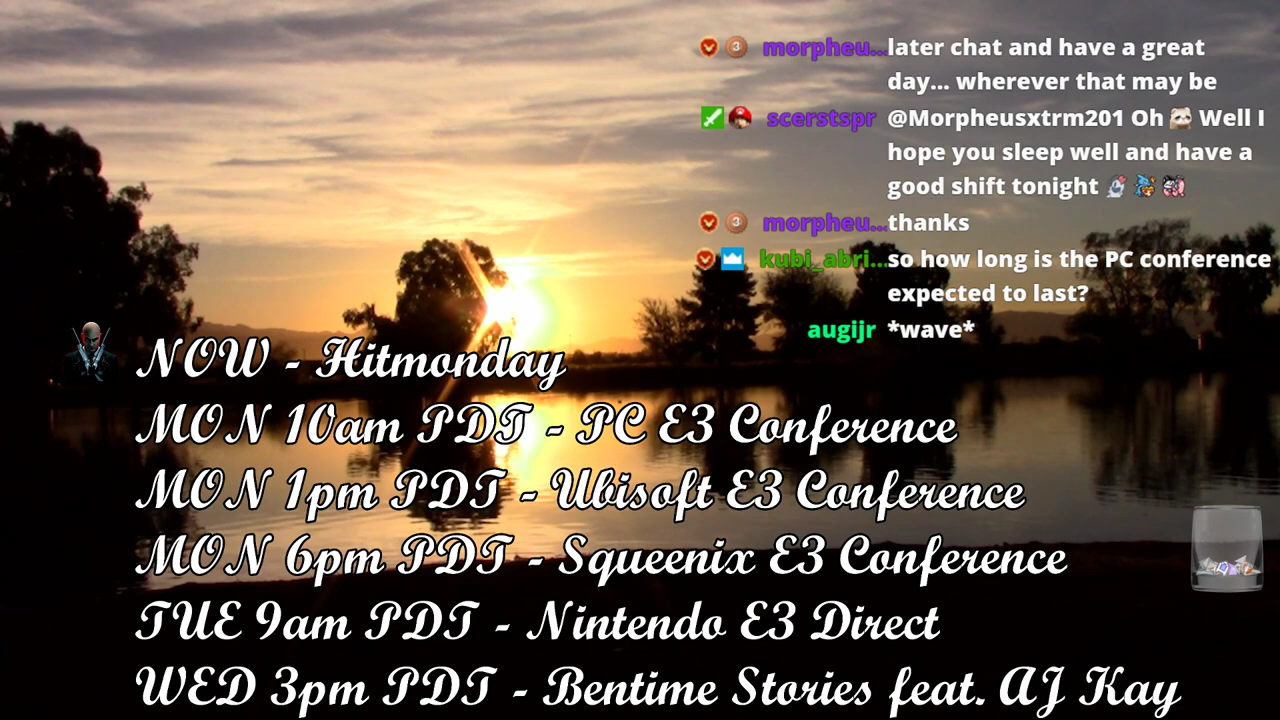 morpheu... later chat and have a great
day... wherever that may be
scerstspr @Morpheusxtrm201 Oh Well I
hope you sleep well and have a
good shift tonight
3 morpheu... thanks
kubi_abri... so how long is the PC conference
expected to last?
augijr *wave*
NOW - Hitmonday
MON 10am PDT - PC E3 Conference
MON 1pm PDT - Ubisoft E3 Conference
MON 6pm PDT - Squeenix E3 Conference
TUE 9am PDT - Nintendo E3 Direct
WED 3pm PDT - Bentime Stories feat. AJ Kay